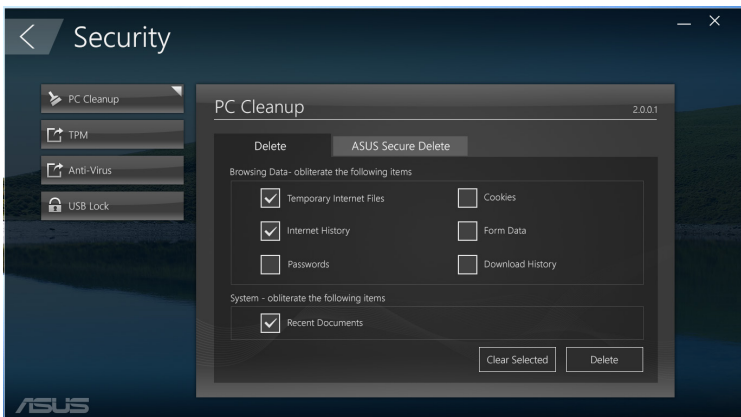 Security
PC Cleanup
TPM
Anti-Virus
USB Lock
PC Cleanup 2.0.0.1
Delete ASUS Secure Delete
Browsing Data- obliterate the following items
Temporary Internet Files Cookies
Internet History Form Data
Passwords Download History
System - obliterate the following items
Recent Documents
Clear Selected Delete
ASUS